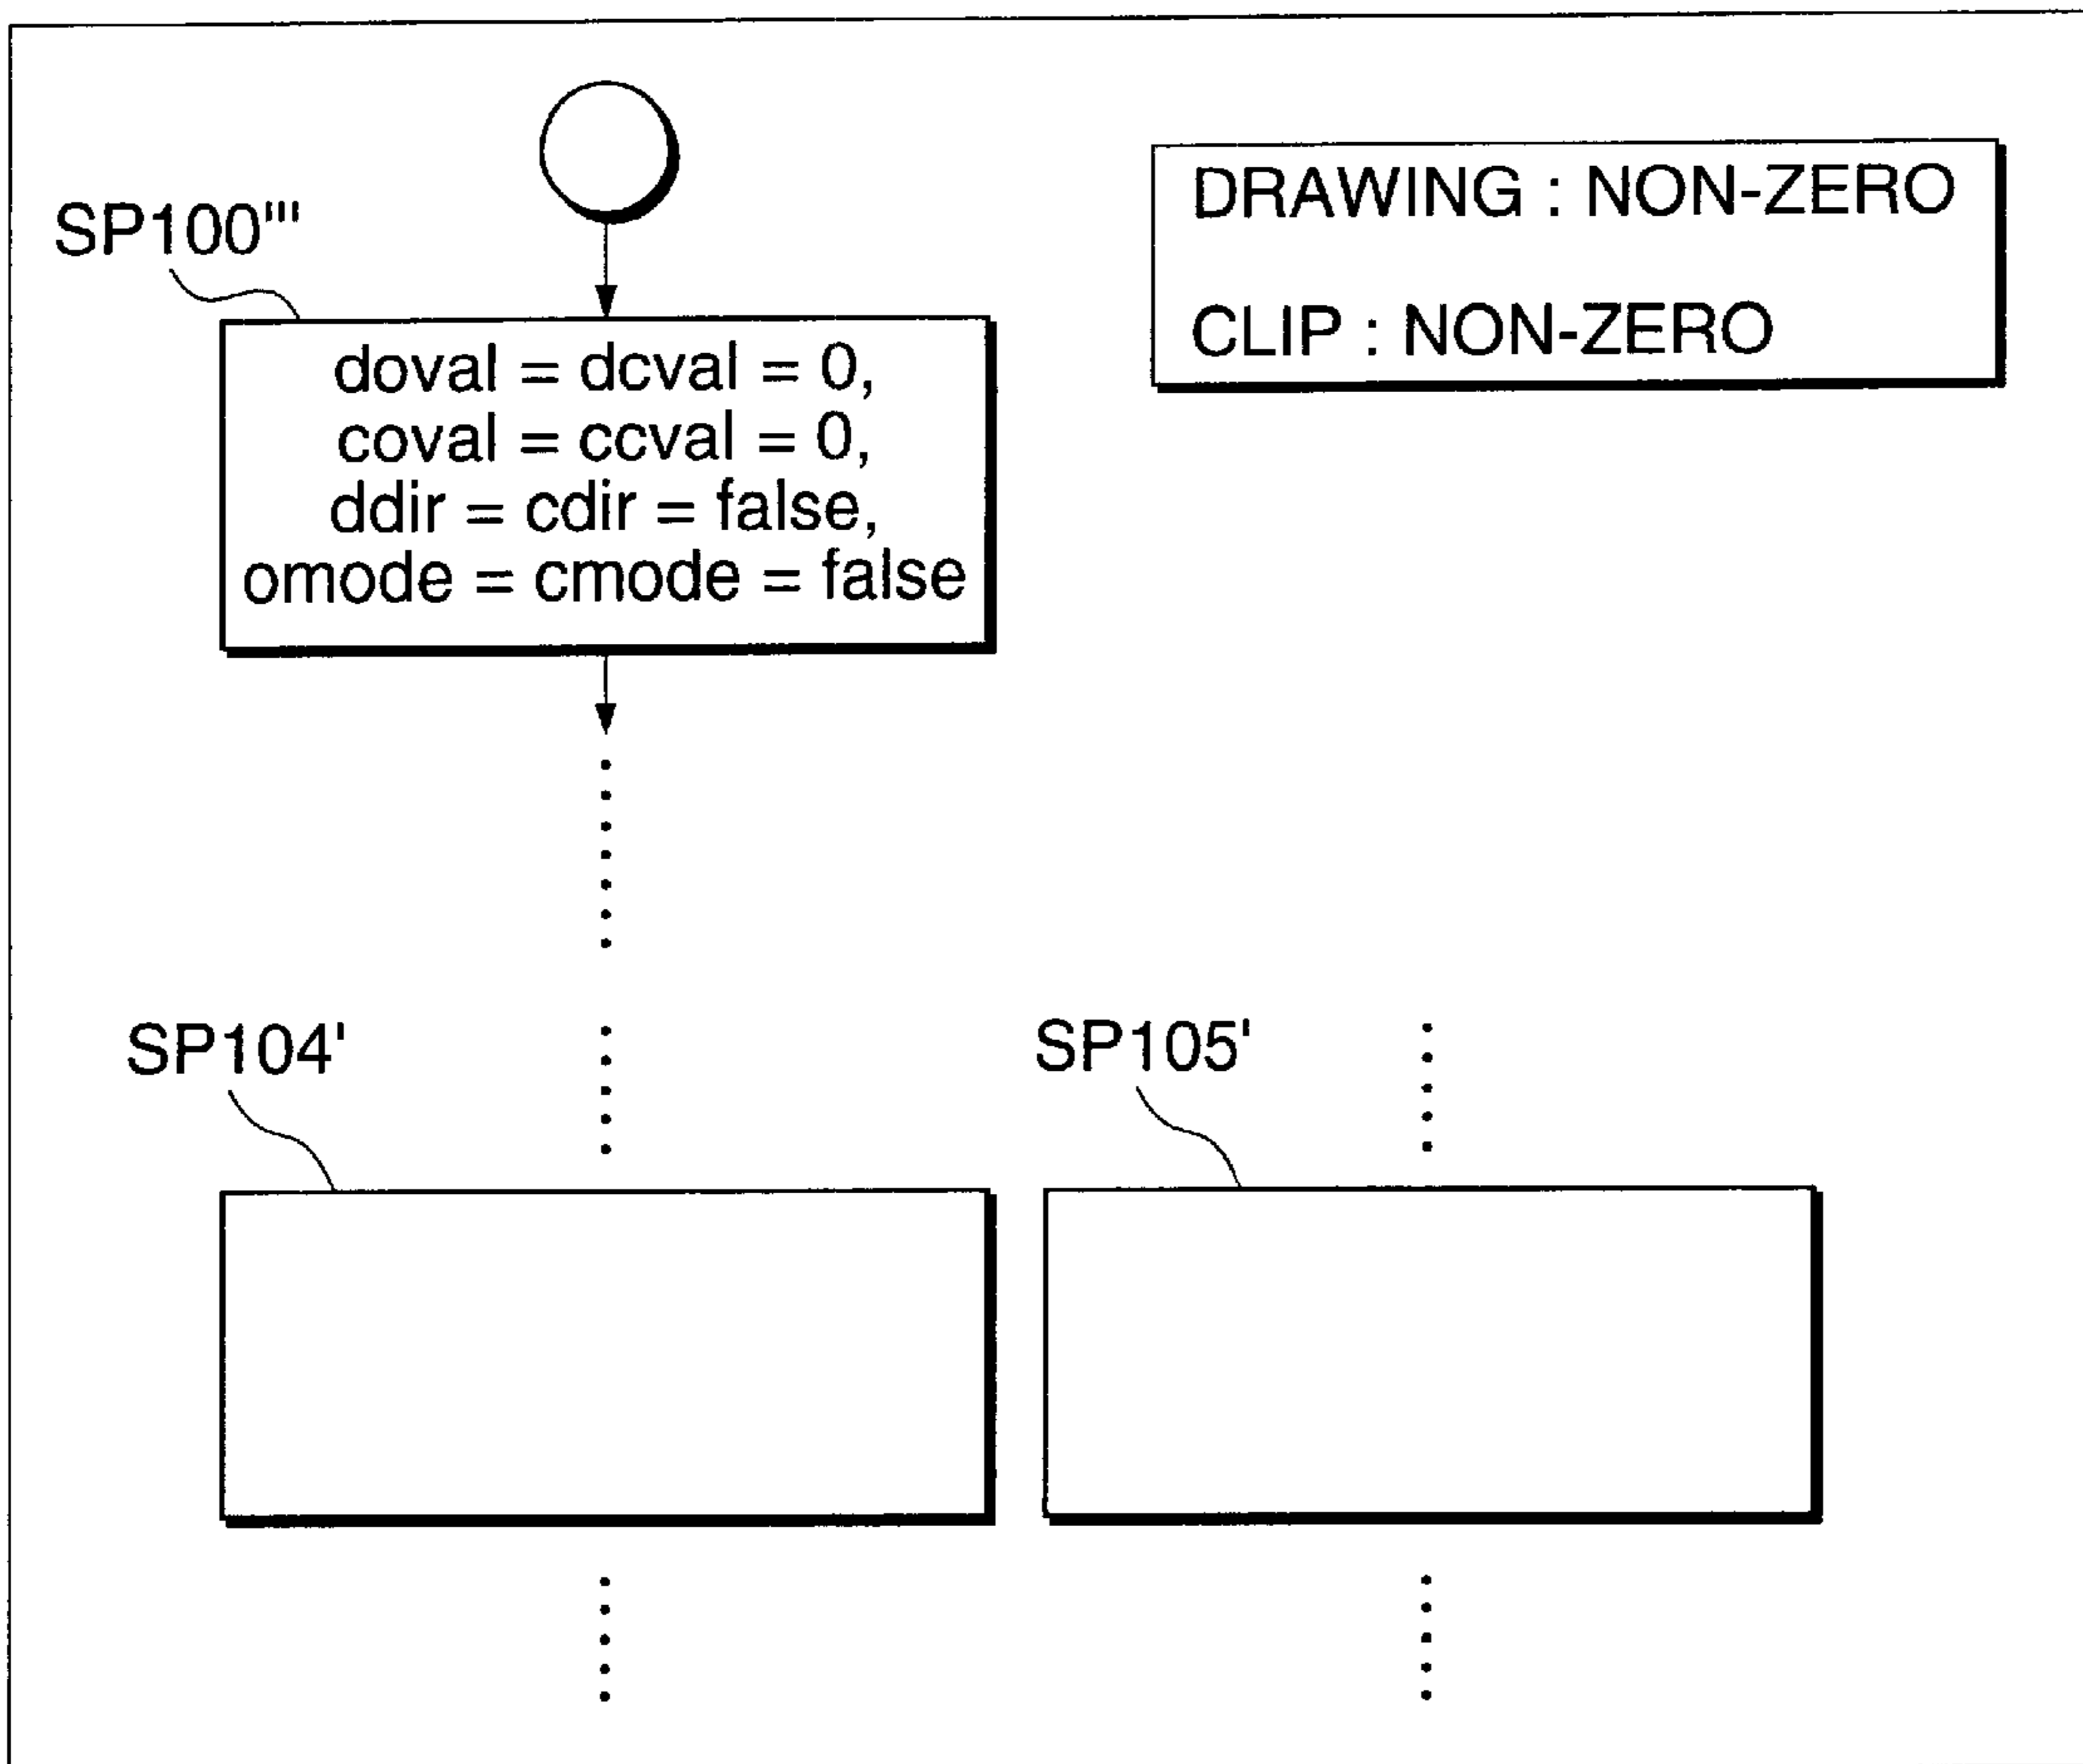 SP100'''
DRAWING : NON-ZERO
CLIP : NON-ZERO
doval = dcval = 0,
coval = ccval = 0,
ddir = cdir = false,
omode = cmode = false
SP104'
SP105'